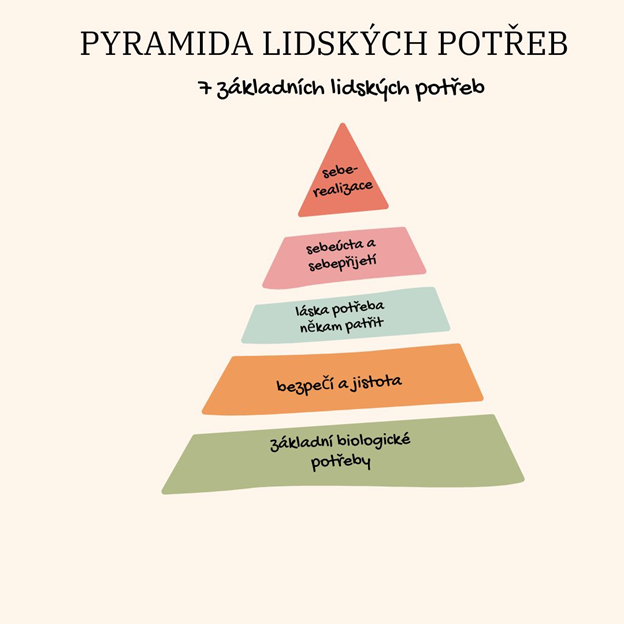 PYRAMIDA LIDSKÝCH POTŘEB
7 základních lidských potřeb
sebe-
realizace
sebeúcta a
sebepřijetí
láska potřeba
někam patřit
bezpečí a jistota
základní biologické
potřeby